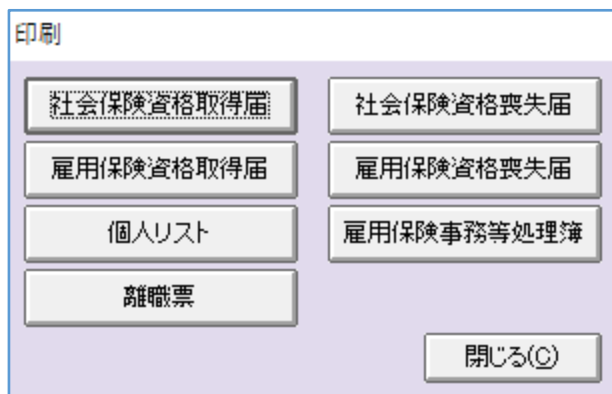 印刷
社会保険資格取得届
社会保険資格喪失届
雇用保険資格取得届
雇用保険資格喪失届
個人リスト
雇用保険事務等処理簿
離職票
閉じる(C)